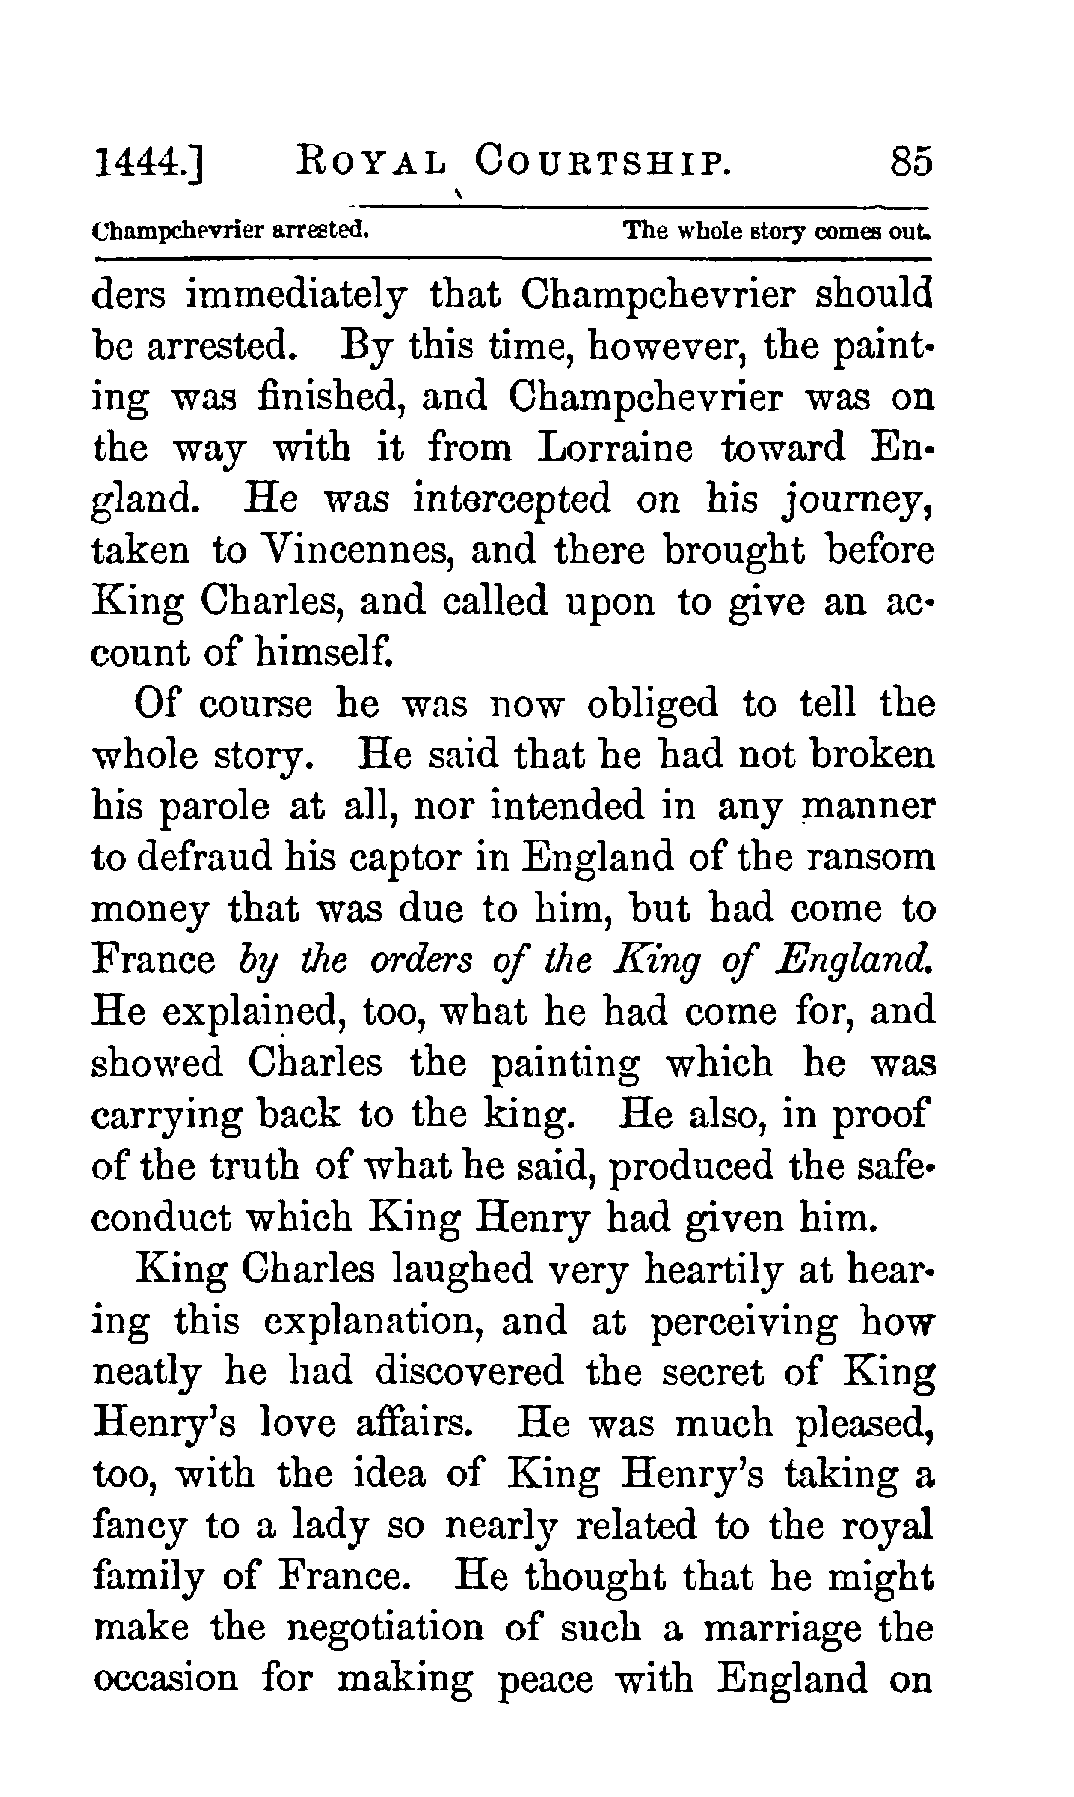 1444.] ROYAL COURTSHIP. 85
Champchevrier arrested. The whole story comes out.
ders immediately that Champchevrier should
be arrested. By this time, however, the paint-
ing was finished, and Champchevrier was on
the way with it from Lorraine toward En-
gland. He was intercepted on his journey,
taken to Vincennes, and there brought before
King Charles, and called upon to give an ac-
count of himself.
Of course he was now obliged to tell the
whole story. He said that he had not broken
his parole at all, nor intended in any manner
to defraud his captor in England of the ransom
money that was due to him, but had come to
France by the orders of the King of England.
He explained, too, what he had come for, and
showed Charles the painting which he was
carrying back to the king. He also, in proof
of the truth of what he said, produced the safe-
conduct which King Henry had given him.
King Charles laughed very heartily at hear-
ing this explanation, and at perceiving how
neatly he had discovered the secret of King
Henry's love affairs. He was much pleased,
too, with the idea of King Henry's taking a
fancy to a lady so nearly related to the royal
family of France. He thought that he might
make the negotiation of such a marriage the
occasion for making peace with England on